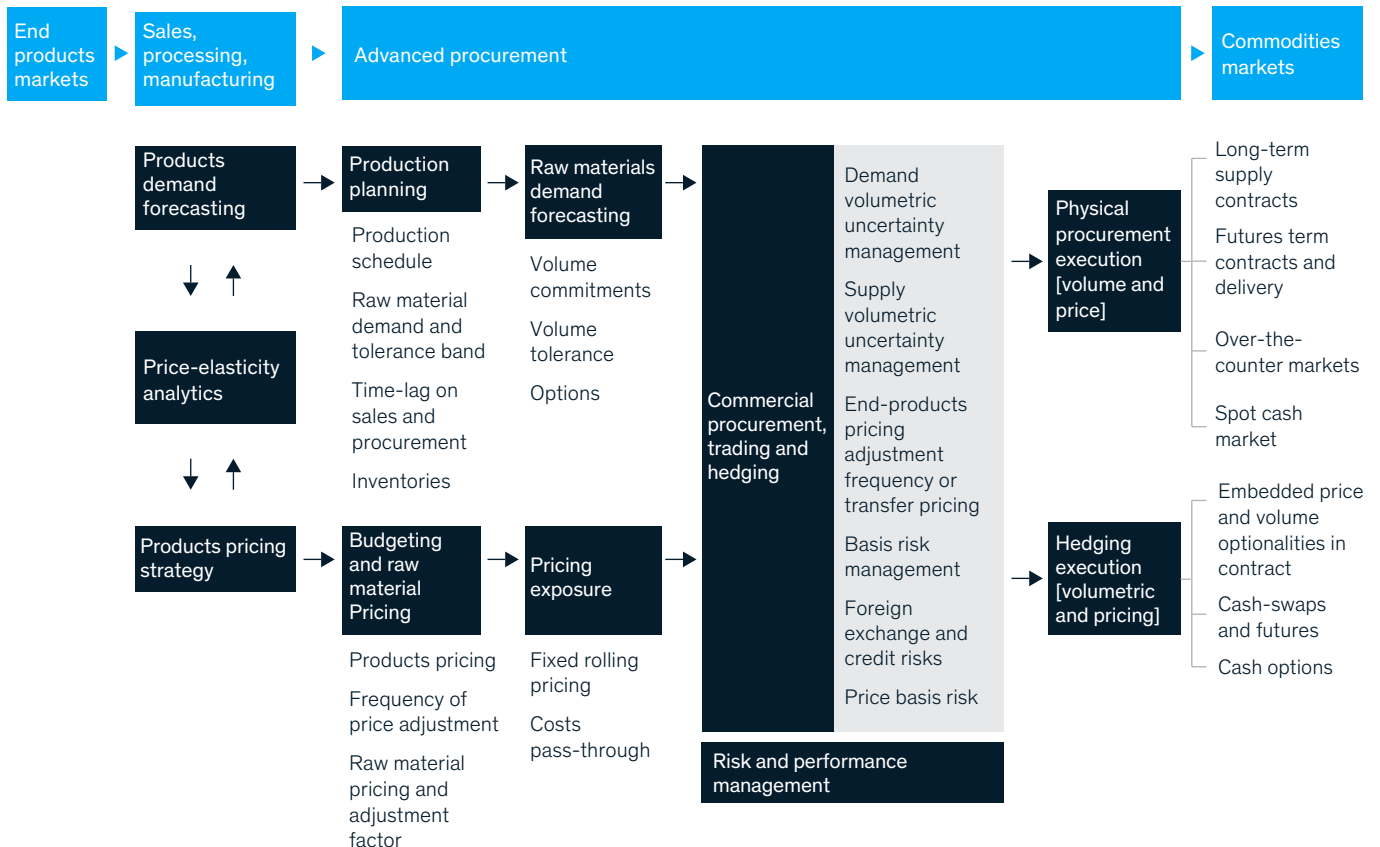 End
products
markets
Sales,
processing,
manufacturing
Advanced procurement
Commodities
markets
Products
demand
forecasting
Price-elasticity
analytics
Products pricing
strategy
Production
planning
Production
schedule
Raw material
demand and
tolerance band
Time-lag on
sales and
procurement
Inventories
Budgeting
and raw
material
Pricing
Products pricing
Frequency of
price adjustment
Raw material
pricing and
adjustment
factor
Raw materials
demand
forecasting
Volume
commitments
Volume
tolerance
Options
Pricing
exposure
Fixed rolling
pricing
Costs
pass-through
Commercial
procurement,
trading and
hedging
Demand
volumetric
uncertainty
management
Supply
volumetric
uncertainty
management
End-products
pricing
adjustment
frequency or
transfer pricing
Basis risk
management
Foreign
exchange and
credit risks
Price basis risk
Risk and performance
management
Physical
procurement
execution
[volume and
price]
Hedging
execution
[volumetric
and pricing]
Long-term
supply
contracts
Futures term
contracts and
delivery
Over-the-
counter markets
Spot cash
market
Embedded price
and volume
optionalities in
contract
Cash-swaps
and futures
Cash options